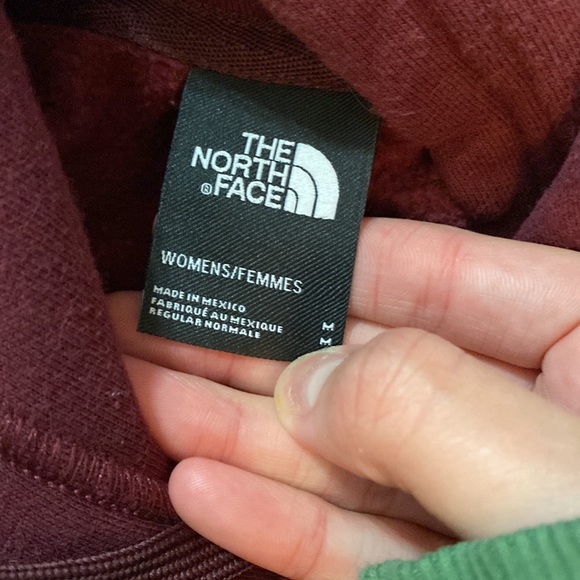 THE
NORTH
FACE
WOMENS/FEMMES
MADE IN MEXICO
FABRIQUÉ AU MEXIQUE
REGULAR NORMALE
M
M